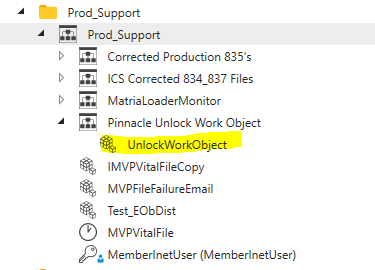 Prod_Support
Prod_Support
Corrected Production 835's
ICS Corrected 834_837 Files
MatriaLoaderMonitor
Pinnacle Unlock Work Object
UnlockWorkObject
IMVPVitalFileCopy
MVPFileFailureEmail
Test_EObDist
MVPVitalFile
MemberInetUser (MemberInetUser)